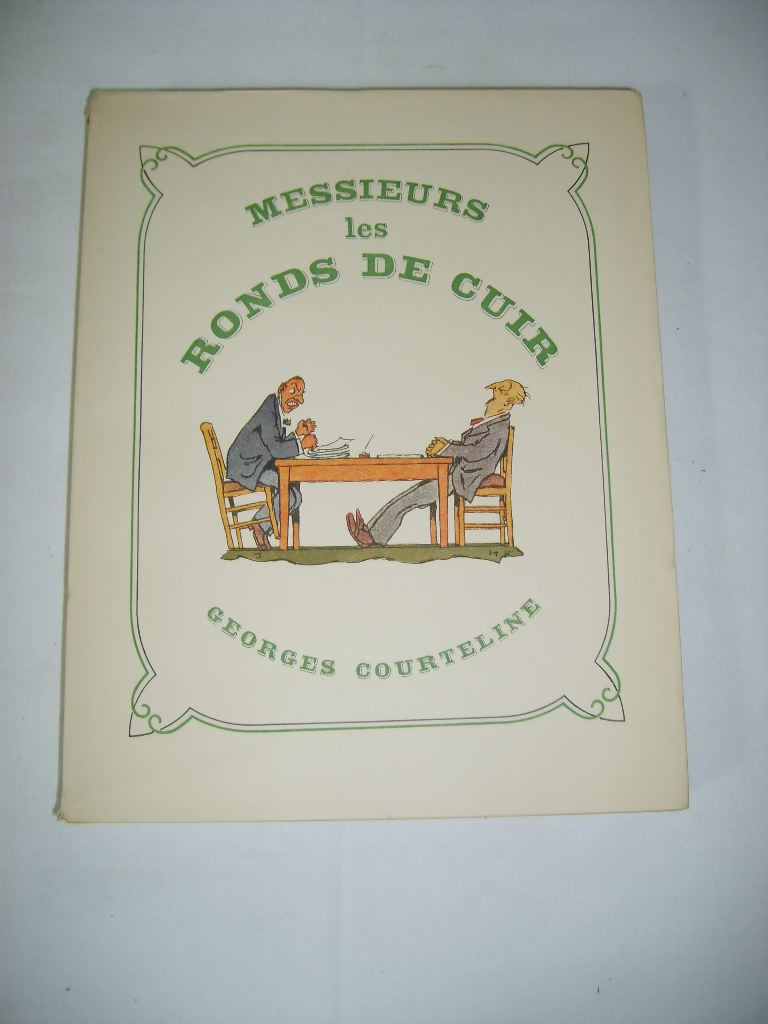 MESSIEURS
les
RONDS DE CUIR
GEORGES COURTELINE